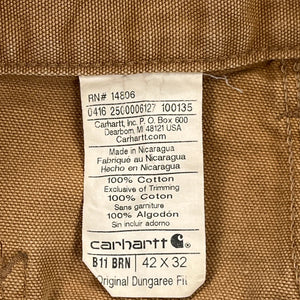 RN# 14806
0416 2500006127 100135
Carhartt, Inc. P.O. Box 600
Dearborn, MI 48121 USA
Carhartt.com
Made in Nicaragua
Fabriqué au Nicaragua
Hecho en Nicaragua
100% Cotton
Exclusive of Trimming
100% Coton
Sans garniture
100% Algodón
Sin contar el adorno
carhartt
B11 BRN 42 X 32
Original Dungaree Fit